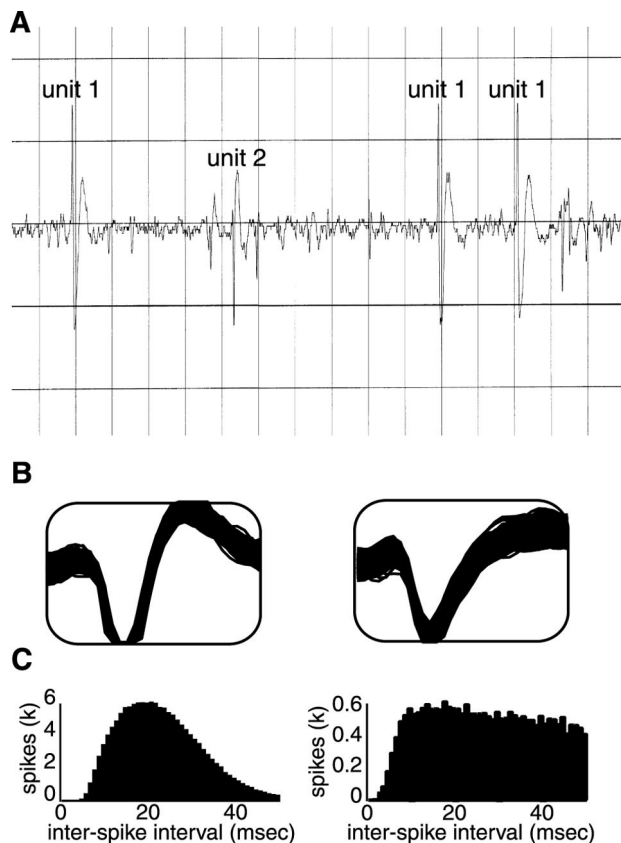 A
unit 1
unit 1 unit 1
unit 2
B
C
spikes (k)
6
4
2
0
0 20 40
inter-spike interval (msec)
spikes (k)
0.6
0.4
0.2
0
0 20 40
inter-spike interval (msec)